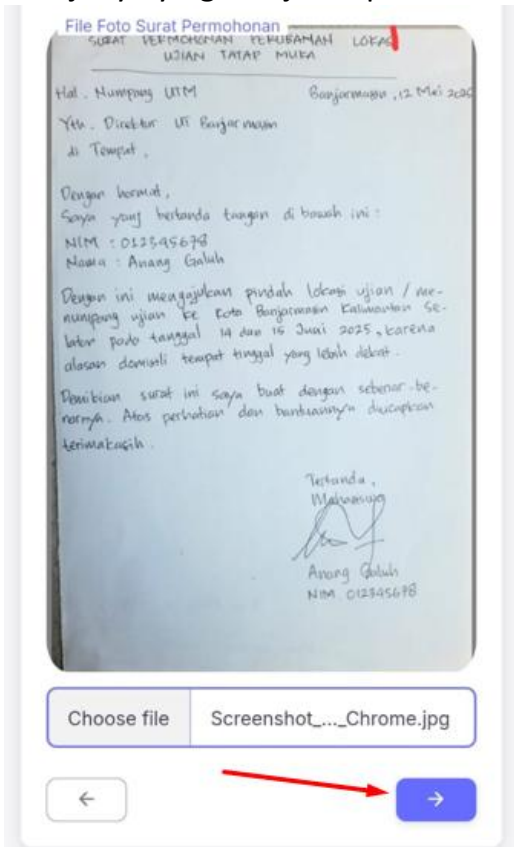 File Foto Surat Permohonan
SURAT PERMOHONAN PERUBAHAN LOKASI
UJIAN TATAP MUKA
Hal. Numpang UTM
Banjarmasin, 12 Mei 2025
Yth. Direktur UT Banjarmasin
di Tempat,
Dengan hormat,
Saya yang bertanda tangan di bawah ini :
NIM : 012345678
Nama : Anang Galuh
Dengan ini mengajukan pindah lokasi ujian / me-
numpang ujian ke Kota Banjarmasin Kalimantan Se-
latan pada tanggal 14 dan 15 Juni 2025, karena
alasan domisili tempat tinggal yang lebih dekat.
Demikian surat ini saya buat dengan sebenar-be-
narnya. Atas perhatian dan bantuannya diucapkan
terimakasih.
Tertanda,
Mahasiswa
Anang Galuh
NIM 012345678
Choose file
Screenshot_..._Chrome.jpg